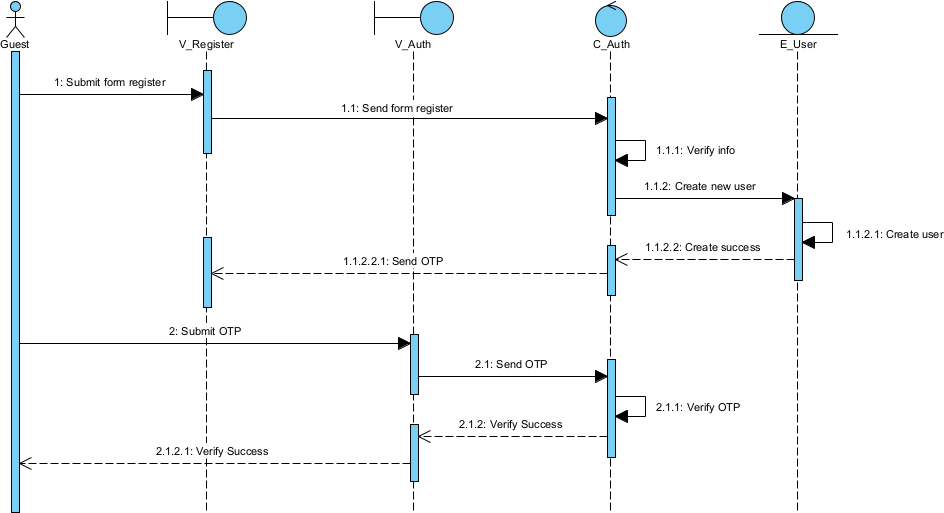 Guest
V_Register
V_Auth
C_Auth
E_User
1: Submit form register
1.1: Send form register
1.1.1: Verify info
1.1.2: Create new user
1.1.2.1: Create user
1.1.2.2: Create success
1.1.2.2.1: Send OTP
2: Submit OTP
2.1: Send OTP
2.1.1: Verify OTP
2.1.2: Verify Success
2.1.2.1: Verify Success